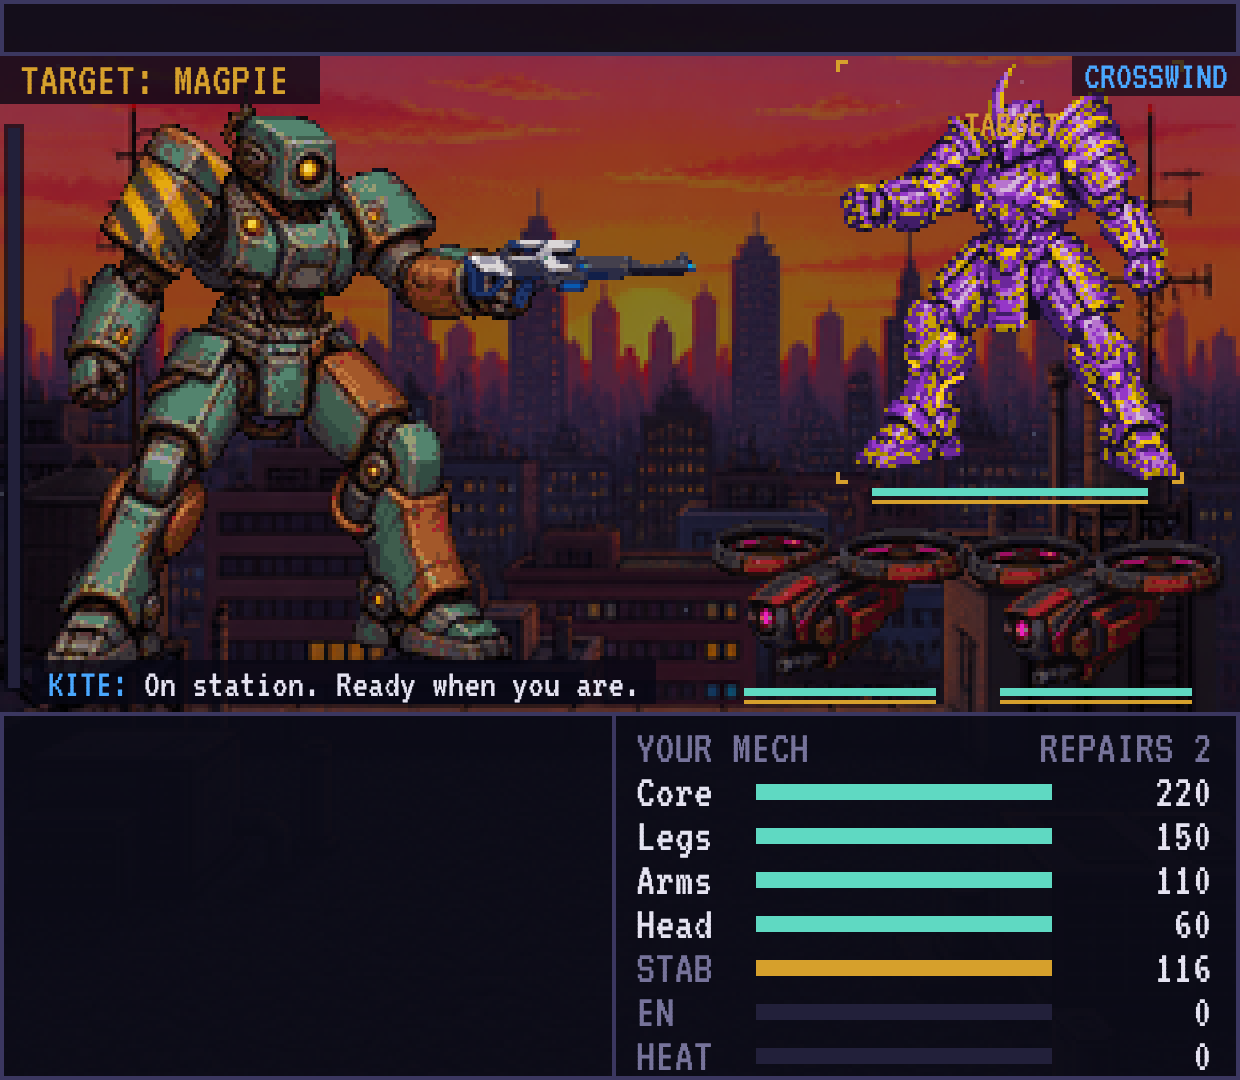 TARGET: MAGPIE
CROSSWIND
TARGET
KITE: On station. Ready when you are.
YOUR MECH REPAIRS 2
Core 220
Legs 150
Arms 110
Head 60
STAB 116
EN 0
HEAT 0